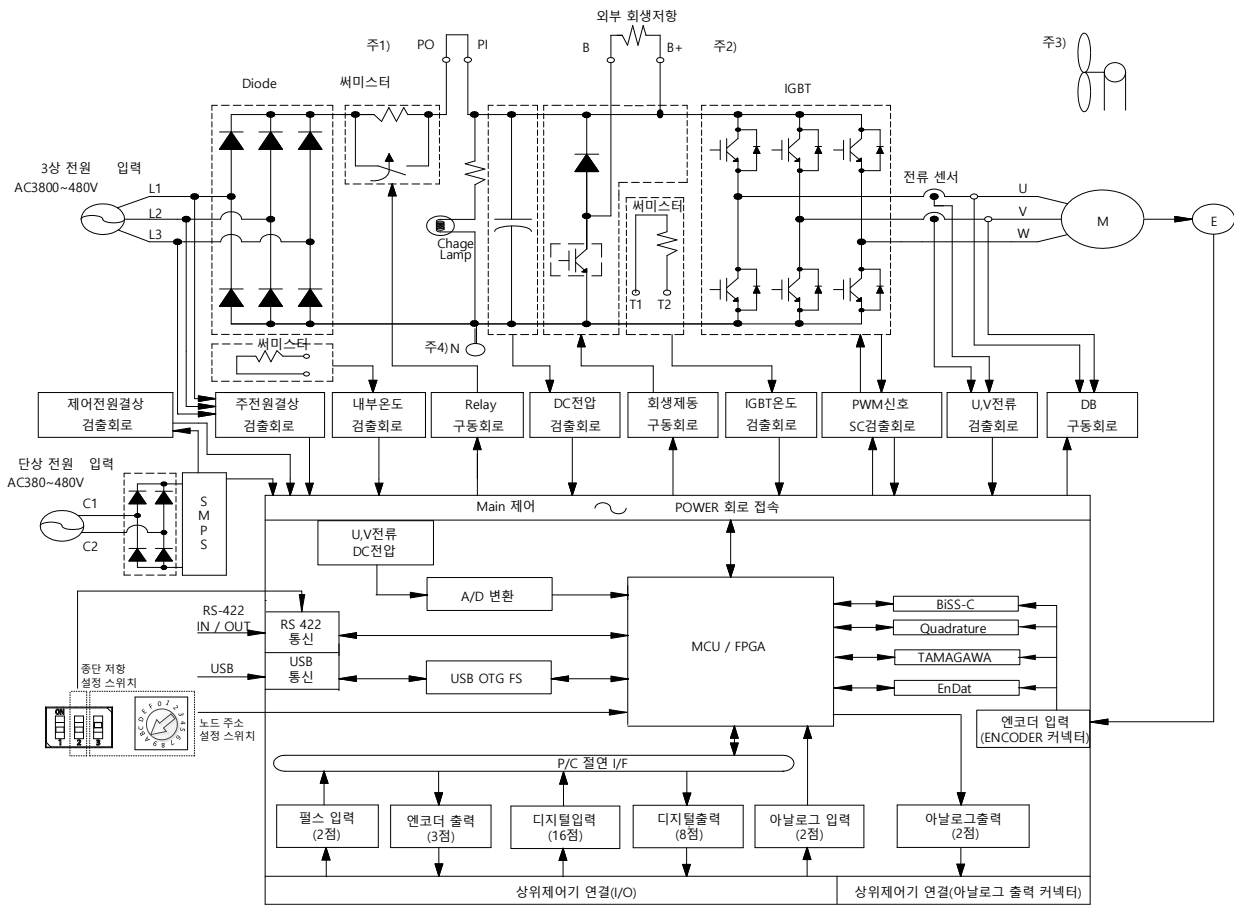 외부 회생저항
주1)
PO
PI
B
B+
주2)
주3)
Diode
써미스터
IGBT
3상 전원 입력
AC3800~480V
L1
L2
L3
Chage
Lamp
써미스터
T1
T2
전류 센서
U
V
W
M
E
써미스터
주4)
N
제어전원결상
검출회로
주전원결상
검출회로
내부온도
검출회로
Relay
구동회로
DC전압
검출회로
회생제동
구동회로
IGBT온도
검출회로
PWM신호
SC검출회로
U,V전류
검출회로
DB
구동회로
단상 전원 입력
AC380~480V
C1
C2
S
M
P
S
Main 제어
POWER 회로 접속
U,V전류
DC전압
A/D 변환
MCU / FPGA
BiSS-C
Quadrature
TAMAGAWA
EnDat
RS-422
IN / OUT
RS 422
통신
USB
USB
통신
USB OTG FS
종단 저항
설정 스위치
ON
1
2
3
0
1
2
3
4
5
6
7
8
9
A
B
C
D
E
F
노드 주소
설정 스위치
엔코더 입력
(ENCODER 커넥터)
P/C 절연 I/F
펄스 입력
(2점)
엔코더 출력
(3점)
디지털입력
(16점)
디지털출력
(8점)
아날로그 입력
(2점)
아날로그출력
(2점)
상위제어기 연결(I/O)
상위제어기 연결(아날로그 출력 커넥터)